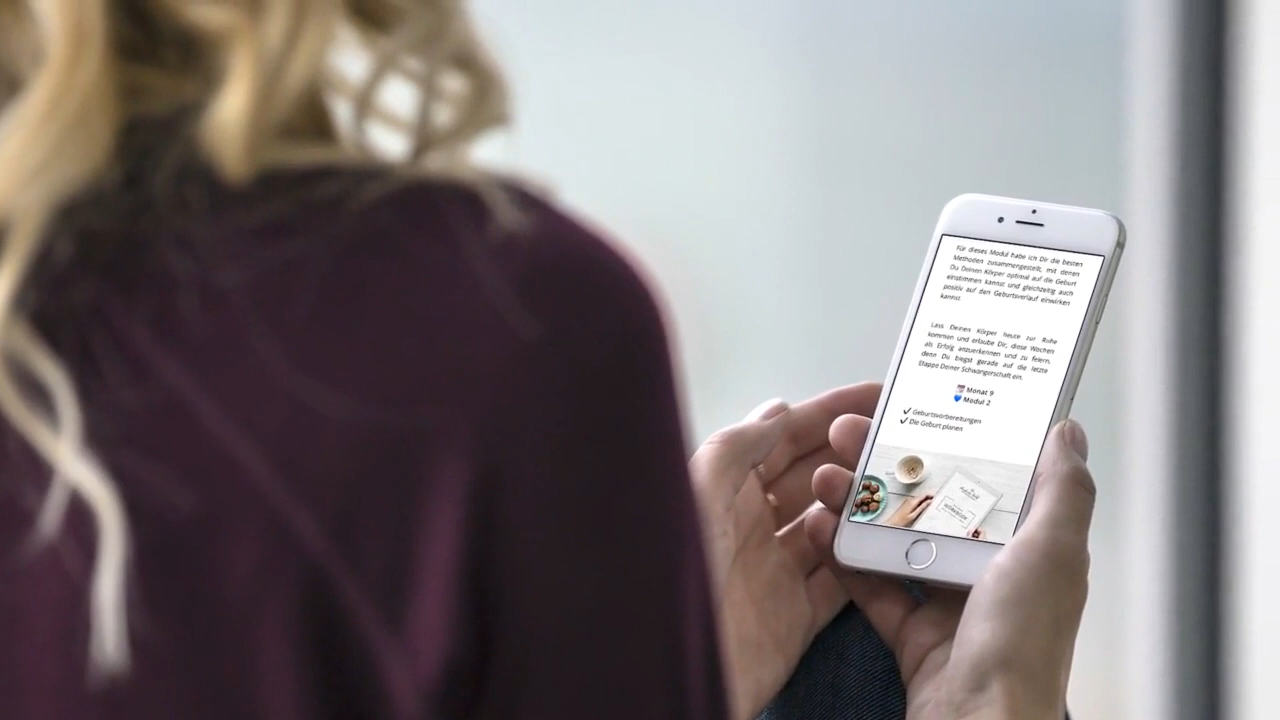 Für dieses Modul habe ich Dir die besten
Methoden zusammengestellt, mit denen
Du Deinen Körper optimal auf die Geburt
einstimmen kannst und gleichzeitig auch
positiv auf den Geburtsverlauf einwirken
kannst.
Lass Deinen Körper heute zur Ruhe
kommen und erlaube Dir, diese Wochen
als Erfolg anzuerkennen und zu feiern,
denn Du biegst gerade auf die letzte
Etappe Deiner Schwangerschaft ein.
Monat 9
Modul 2
Geburtsvorbereitungen
Die Geburt planen
WORKBOOK